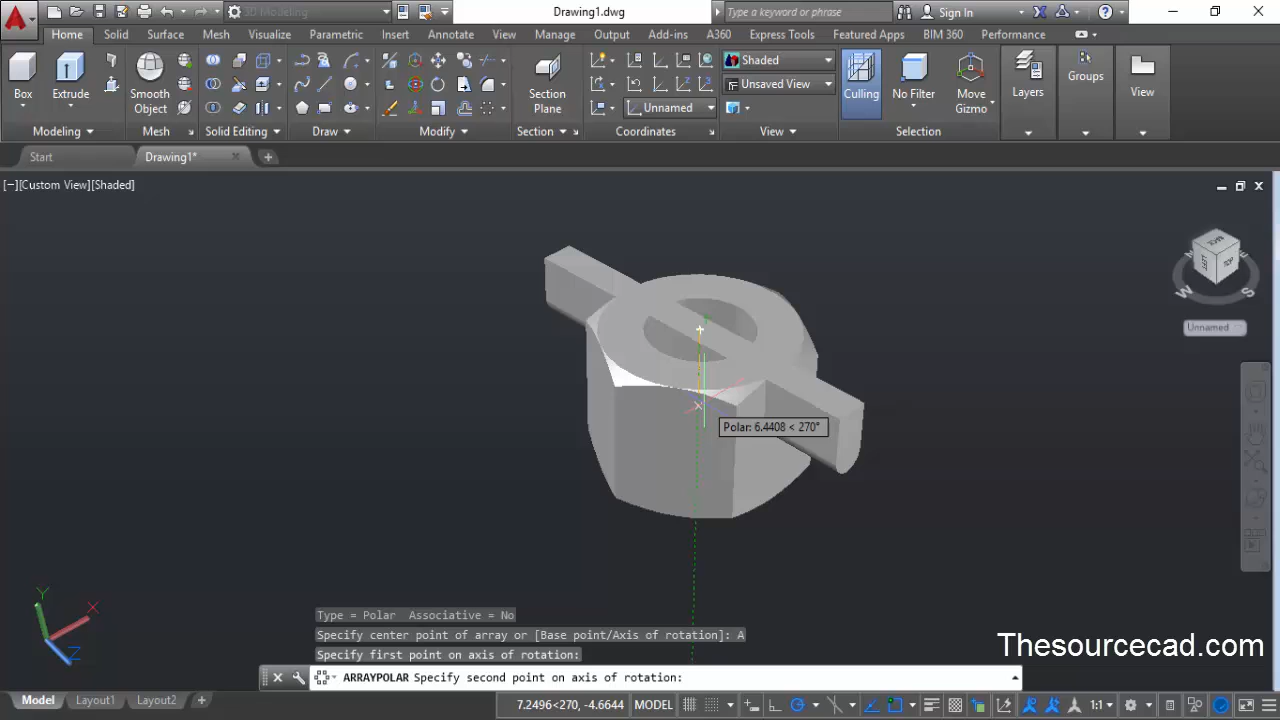 3D Modeling
Drawing1.dwg
Type a keyword or phrase
Sign In
Home
Solid
Surface
Mesh
Visualize
Parametric
Insert
Annotate
View
Manage
Output
Add-ins
A360
Express Tools
Featured Apps
BIM 360
Performance
Box
Extrude
Smooth
Object
Section
Plane
Shaded
Unsaved View
Unnamed
Culling
No Filter
Move
Gizmo
Layers
Groups
View
Modeling
Mesh
Solid Editing
Draw
Modify
Section
Coordinates
View
Selection
Start
Drawing1*
[−][Custom View][Shaded]
W
S
Unnamed
Polar: 6.4408 < 270°
Y
X
Z
Type = Polar  Associative = No
Specify center point of array or [Base point/Axis of rotation]: A
Specify first point on axis of rotation:
ARRAYPOLAR Specify second point on axis of rotation:
Thesourcecad.com
Model
Layout1
Layout2
7.2496<270, -4.6644
MODEL
1:1